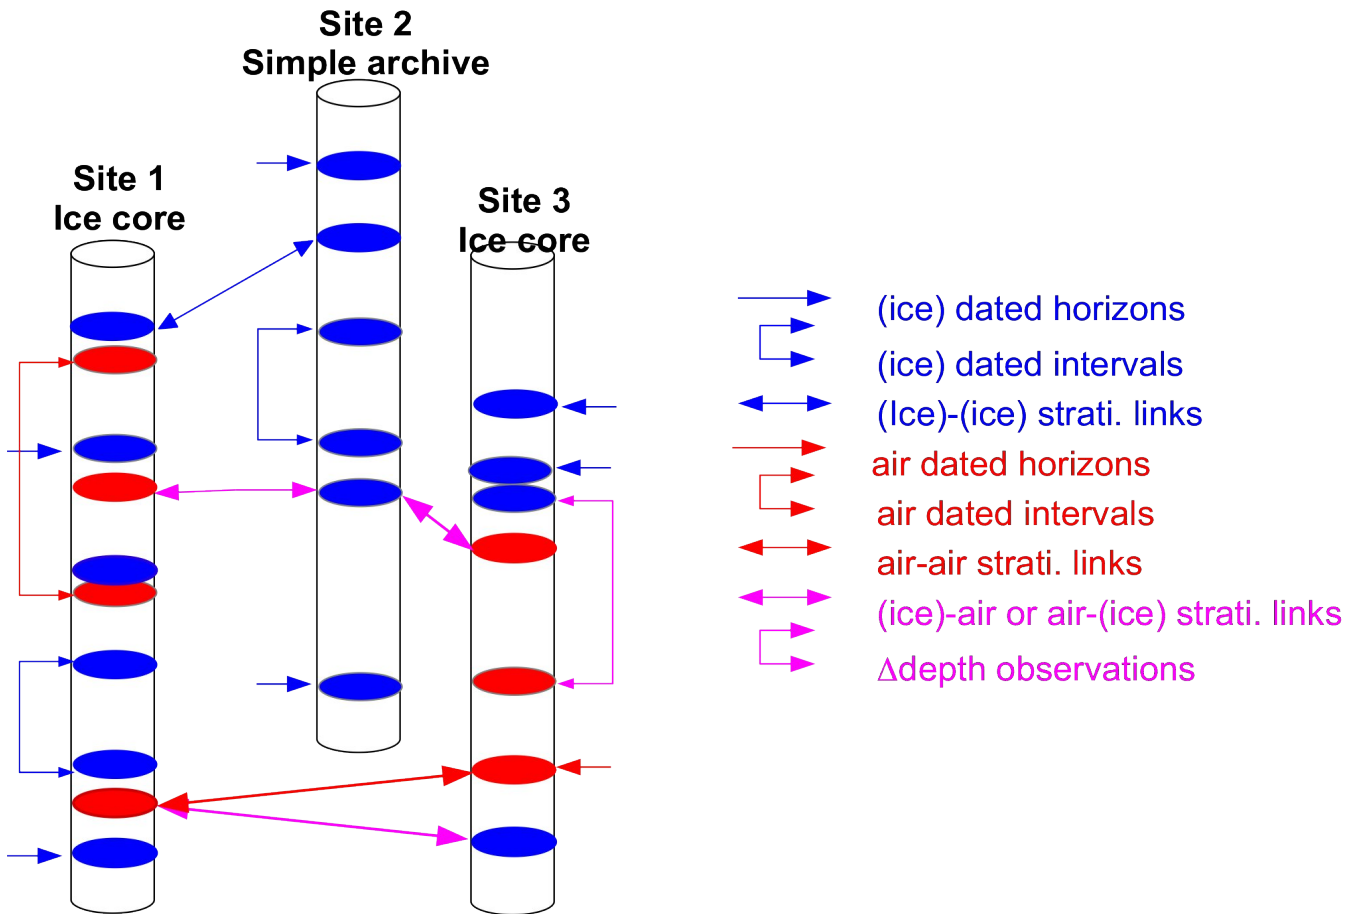 Site 2
Simple archive
Site 1
Ice core
Site 3
Ice core
(ice) dated horizons
(ice) dated intervals
(Ice)-(ice) strati. links
air dated horizons
air dated intervals
air-air strati. links
(ice)-air or air-(ice) strati. links
Δdepth observations